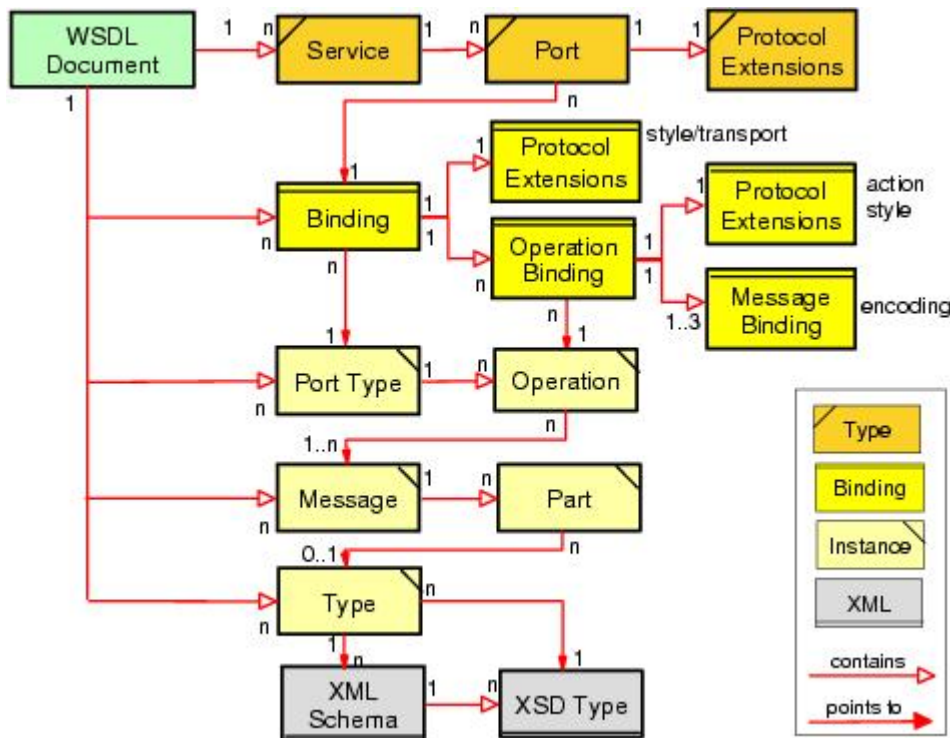 WSDL
Document
1
n
Service
1
n
Port
1
1
Protocol
Extensions
1
n
1
Protocol
Extensions
style/transport
1
n
Binding
1
1
n
Operation
Binding
1
1
1
Protocol
Extensions
action
style
1..3
Message
Binding
encoding
n
1
n
1
n
Port Type
1
n
Operation
n
1..n
n
Message
1
n
Part
n
0..1
n
Type
n
1
n
1
XML
Schema
1
n
XSD Type
Type
Binding
Instance
XML
contains
points to